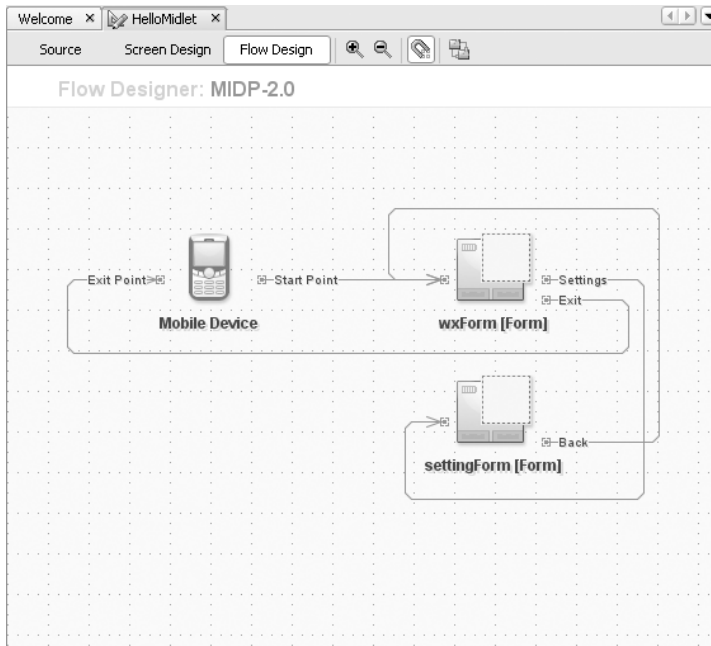 Welcome × HelloMidlet ×
Source Screen Design Flow Design
Flow Designer: MIDP-2.0
Exit Point Start Point Settings
Exit
Mobile Device wxForm [Form]
Back
settingForm [Form]